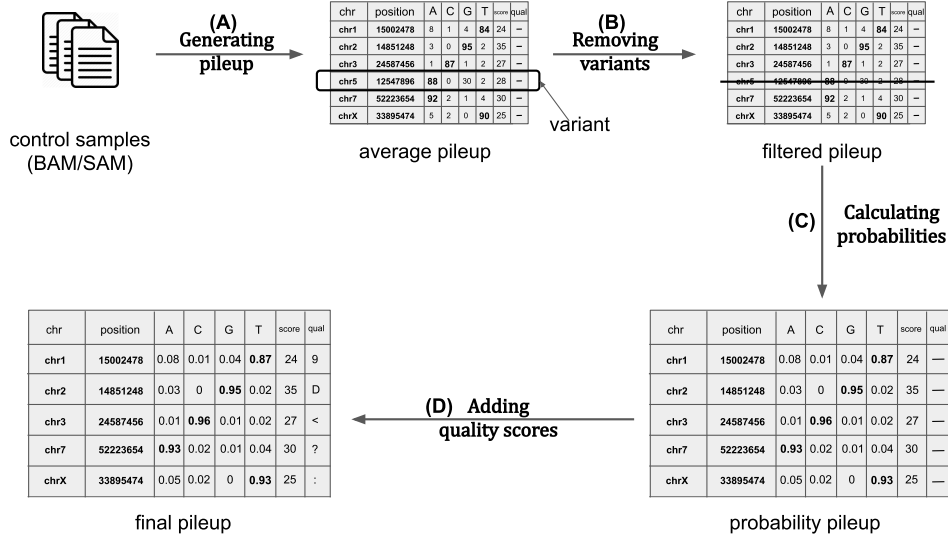 (A)
Generating
pileup
control samples
(BAM/SAM)
chr position A C G T score qual
chr1 15002478 8 1 4 84 24 –
chr2 14851248 3 0 95 2 35 –
chr3 24587456 1 87 1 2 27 –
chr5 12547896 88 0 30 2 28 –
chr7 52223654 92 2 1 4 30 –
chrX 33895474 5 2 0 90 25 –
variant
average pileup
(B)
Removing
variants
chr position A C G T score qual
chr1 15002478 8 1 4 84 24 –
chr2 14851248 3 0 95 2 35 –
chr3 24587456 1 87 1 2 27 –
chr5 12547896 88 0 30 2 28 –
chr7 52223654 92 2 1 4 30 –
chrX 33895474 5 2 0 90 25 –
filtered pileup
(C) Calculating
probabilities
chr position A C G T score qual
chr1 15002478 0.08 0.01 0.04 0.87 24 9
chr2 14851248 0.03 0 0.95 0.02 35 D
chr3 24587456 0.01 0.96 0.01 0.02 27 <
chr7 52223654 0.93 0.02 0.01 0.04 30 ?
chrX 33895474 0.05 0.02 0 0.93 25 :
final pileup
(D) Adding
quality scores
chr position A C G T score qual
chr1 15002478 0.08 0.01 0.04 0.87 24 —
chr2 14851248 0.03 0 0.95 0.02 35 —
chr3 24587456 0.01 0.96 0.01 0.02 27 —
chr7 52223654 0.93 0.02 0.01 0.04 30 —
chrX 33895474 0.05 0.02 0 0.93 25 —
probability pileup